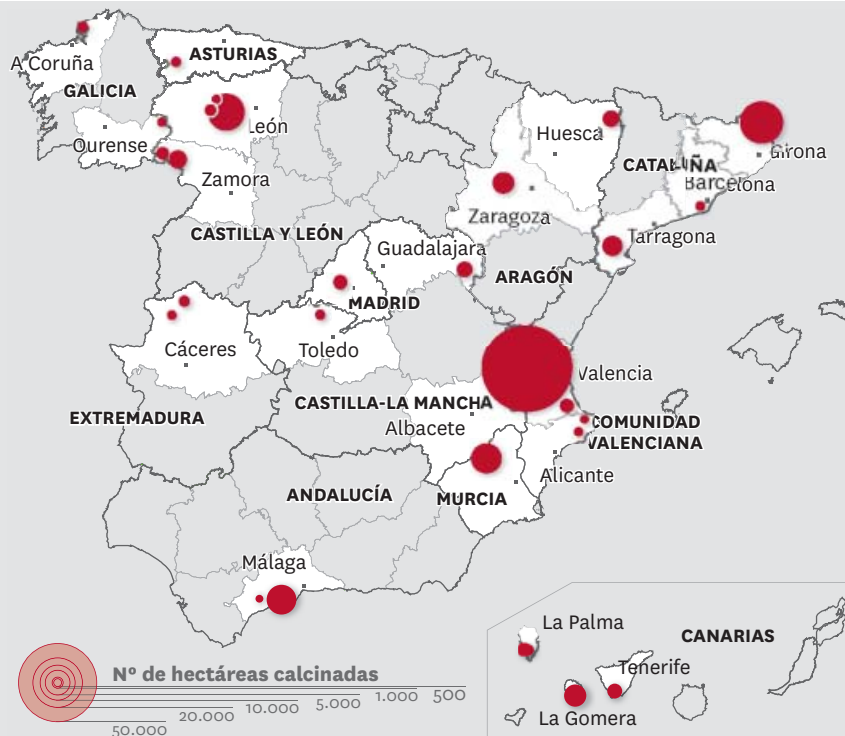 A Coruña
ASTURIAS
GALICIA
León
Ourense
Huesca
Girona
CATALUÑA
Zamora
Barcelona
Zaragoza
CASTILLA Y LEÓN
Tarragona
Guadalajara
ARAGÓN
MADRID
Cáceres
Toledo
Valencia
CASTILLA-LA MANCHA
EXTREMADURA
Albacete
COMUNIDAD
VALENCIANA
Alicante
ANDALUCÍA
MURCIA
Málaga
La Palma
CANARIAS
Tenerife
La Gomera
Nº de hectáreas calcinadas
500
1.000
5.000
10.000
20.000
50.000